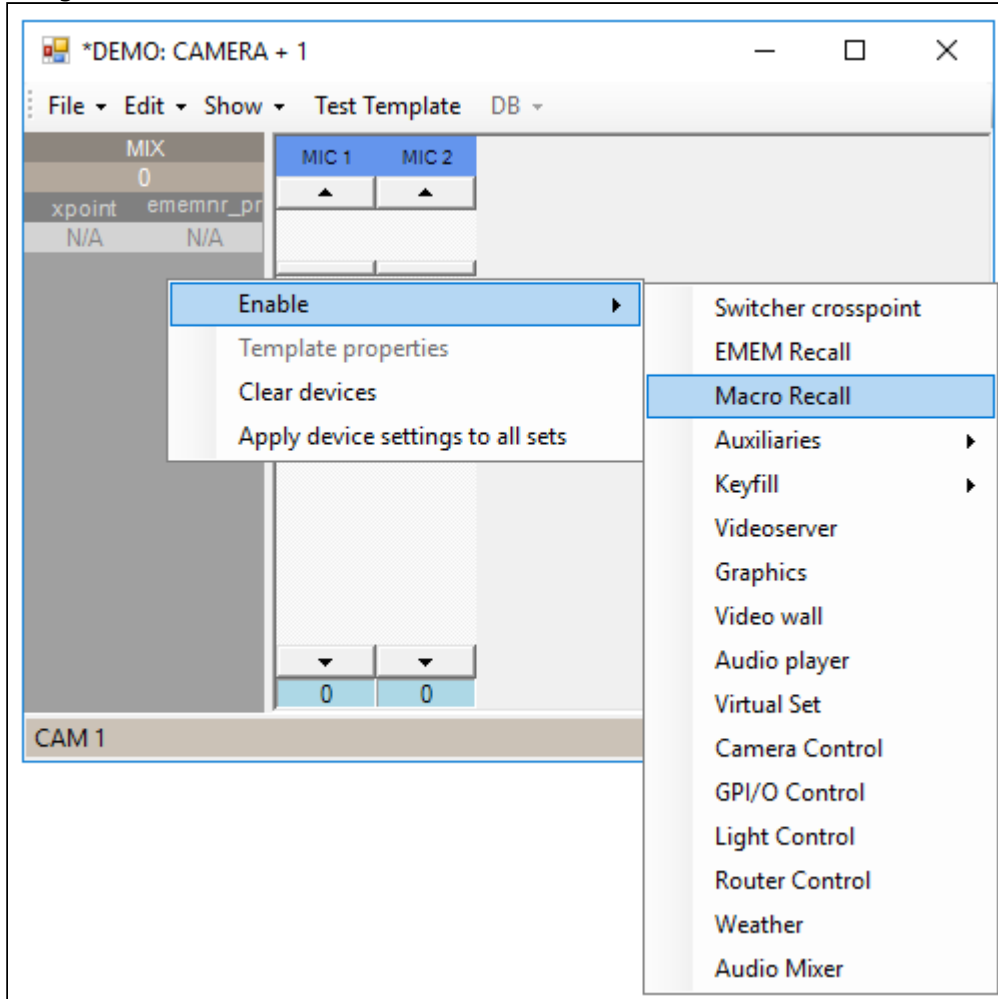 *DEMO: CAMERA + 1
File Edit Show Test Template DB
MIX
0
xpoint ememnr_pr
N/A N/A
MIC 1 MIC 2
Enable
Template properties
Clear devices
Apply device settings to all sets
Switcher crosspoint
EMEM Recall
Macro Recall
Auxiliaries
Keyfill
Videoserver
Graphics
Video wall
Audio player
Virtual Set
Camera Control
GPI/O Control
Light Control
Router Control
Weather
Audio Mixer
0 0
CAM 1